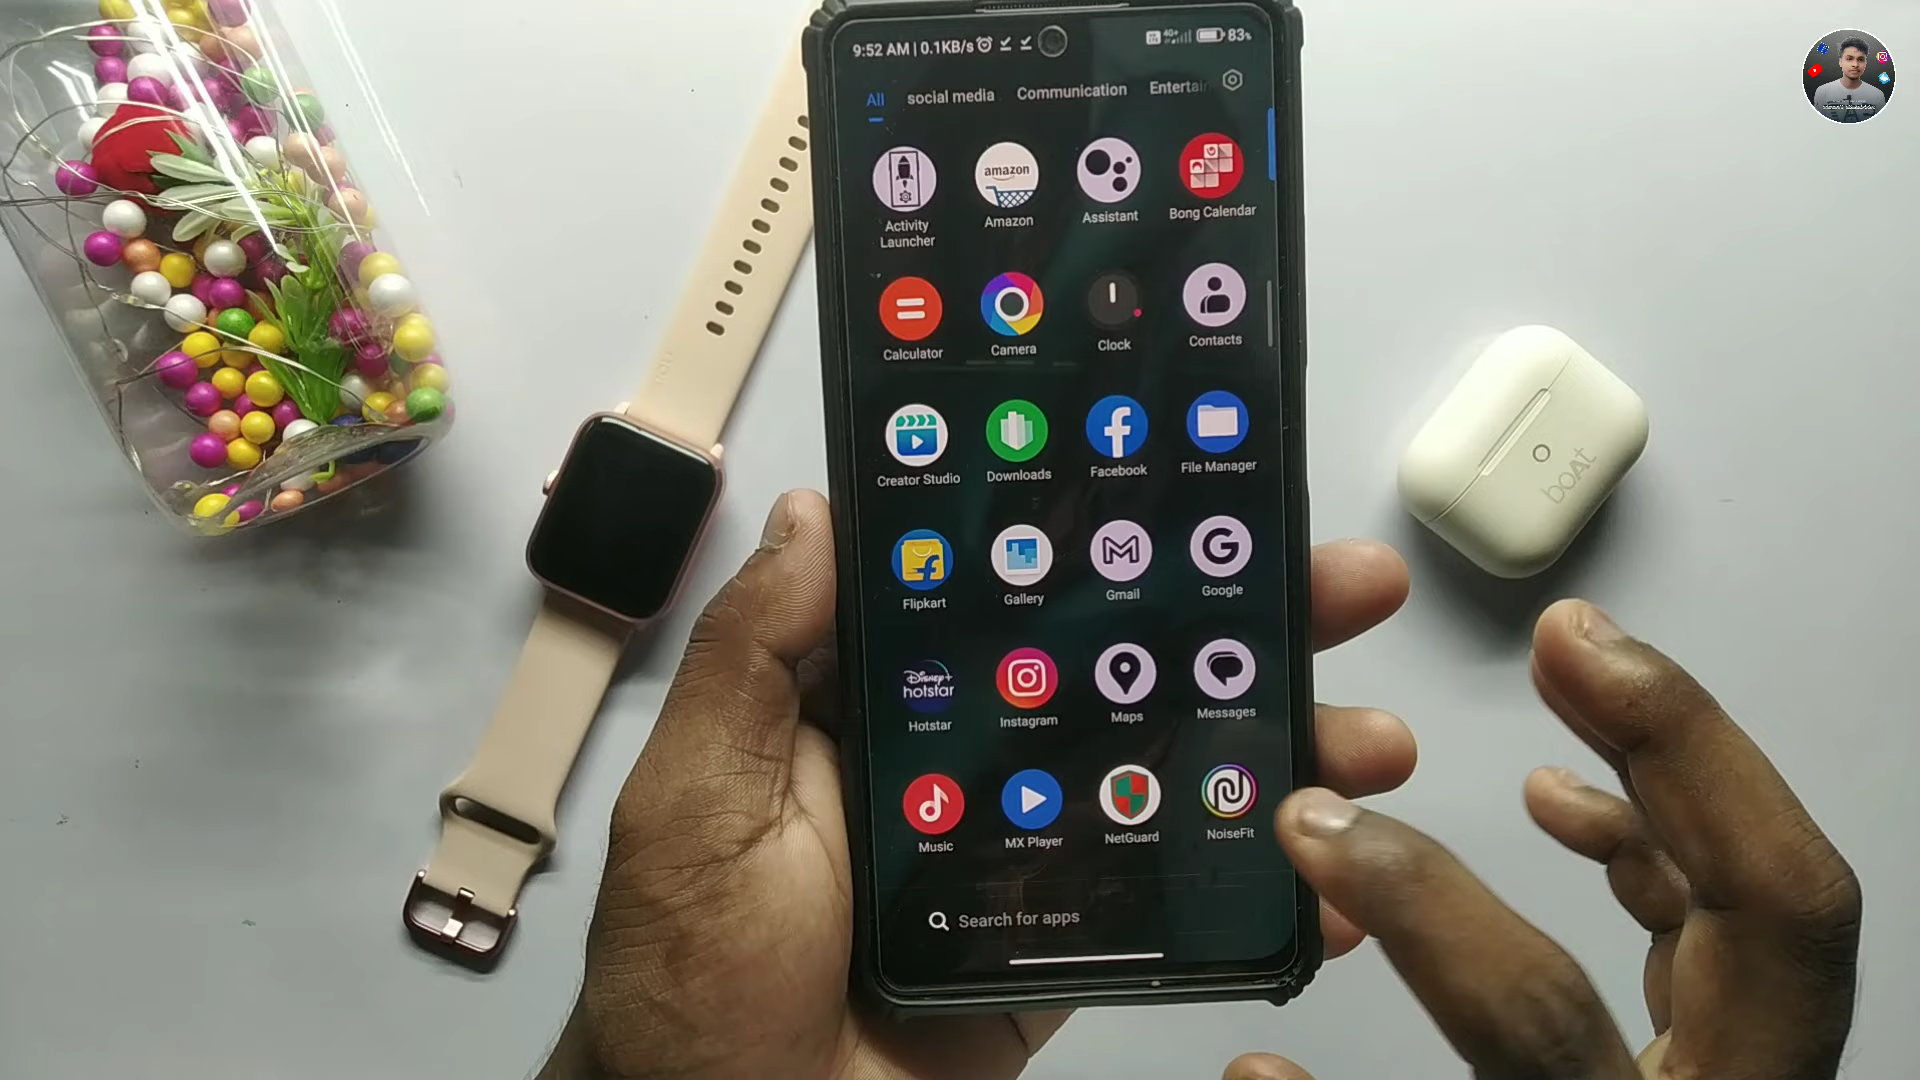 9:52 AM | 0.1KB/s
83%
All social media Communication Entertai
Activity Launcher
amazon
Amazon
Assistant
Bong Calendar
Calculator
Camera
Clock
Contacts
Creator Studio
Downloads
Facebook
File Manager
Flipkart
Gallery
Gmail
Google
Disney+
hotstar
Hotstar
Instagram
Maps
Messages
Music
MX Player
NetGuard
NoiseFit
Search for apps
boAt